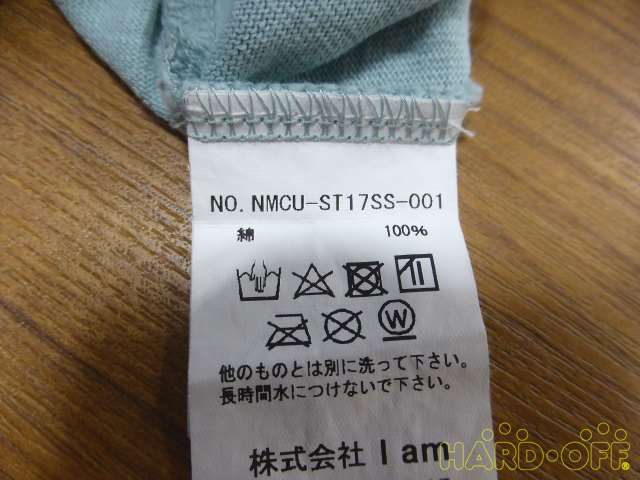 NO. NMCU-ST17SS-001
綿 100%
W
他のものとは別に洗って下さい。
長時間水につけないで下さい。
株式会社 I am
HARD-OFF